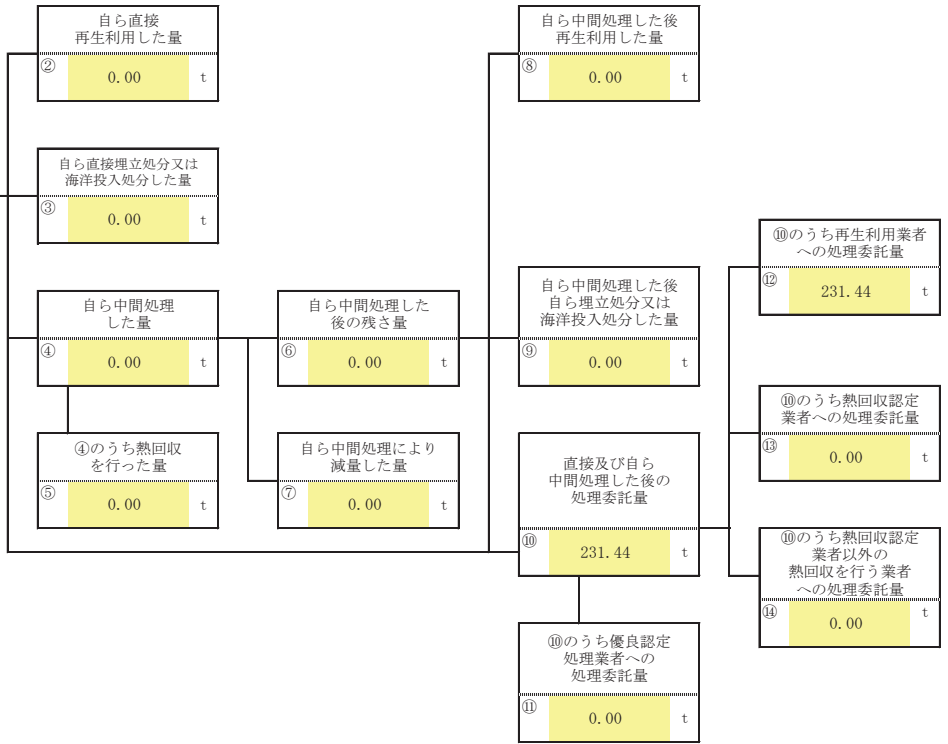 自ら直接
再生利用した量
② 0.00 t
自ら直接埋立処分又は
海洋投入処分した量
③ 0.00 t
自ら中間処理
した量
④ 0.00 t
④のうち熱回収
を行った量
⑤ 0.00 t
自ら中間処理した
後の残さ量
⑥ 0.00 t
自ら中間処理により
減量した量
⑦ 0.00 t
自ら中間処理した後
再生利用した量
⑧ 0.00 t
自ら中間処理した後
自ら埋立処分又は
海洋投入処分した量
⑨ 0.00 t
直接及び自ら
中間処理した後の
処理委託量
⑩ 231.44 t
⑩のうち優良認定
処理業者への
処理委託量
⑪ 0.00 t
⑩のうち再生利用業者
への処理委託量
⑫ 231.44 t
⑩のうち熱回収認定
業者への処理委託量
⑬ 0.00 t
⑩のうち熱回収認定
業者以外の
熱回収を行う業者
への処理委託量
⑭ 0.00 t